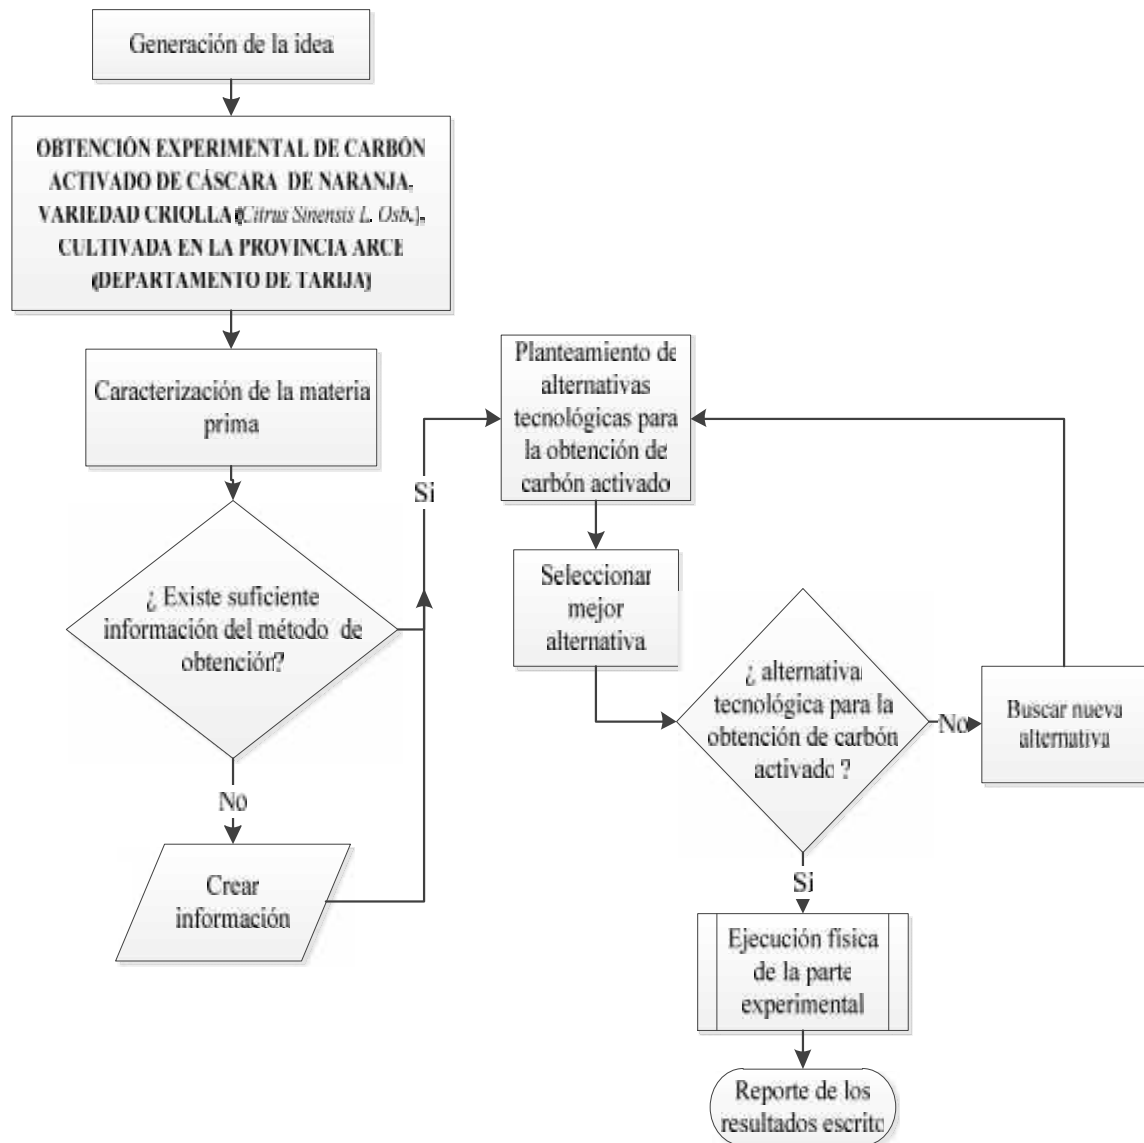 Generación de la idea
OBTENCIÓN EXPERIMENTAL DE CARBÓN
ACTIVADO DE CÁSCARA DE NARANJA,
VARIEDAD CRIOLLA (Citrus Sinensis L. Osb.),
CULTIVADA EN LA PROVINCIA ARCE
(DEPARTAMENTO DE TARIJA)
Caracterización de la materia
prima
¿ Existe suficiente
información del método de
obtención?
Si
No
Crear
información
Planteamiento de
alternativas
tecnológicas para
la obtención de
carbón activado
Seleccionar
mejor
alternativa
¿ alternativa
tecnológica para la
obtención de carbón
activado ?
No
Buscar nueva
alternativa
Si
Ejecución física
de la parte
experimental
Reporte de los
resultados escrito